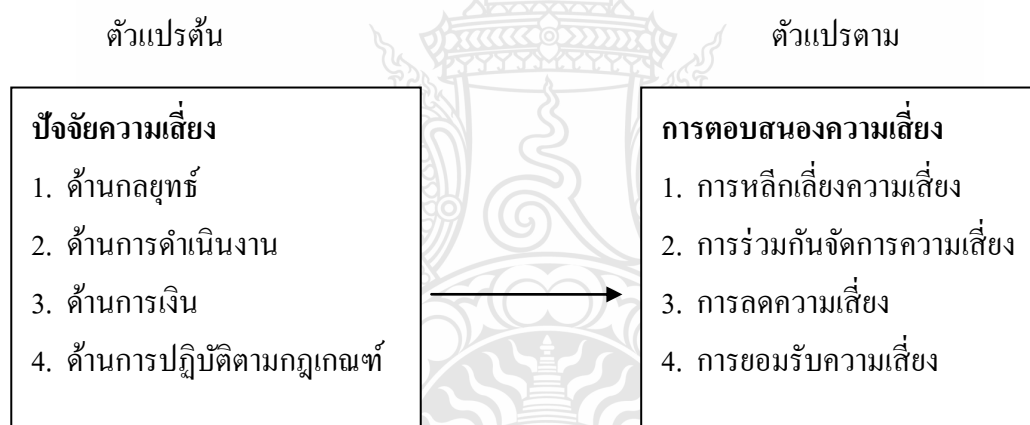 ตัวแปรต้น
ตัวแปรตาม
ปัจจัยความเสี่ยง
1. ด้านกลยุทธ์
2. ด้านการดำเนินงาน
3. ด้านการเงิน
4. ด้านการปฏิบัติตามกฎเกณฑ์
การตอบสนองความเสี่ยง
1. การหลีกเลี่ยงความเสี่ยง
2. การร่วมกันจัดการความเสี่ยง
3. การลดความเสี่ยง
4. การยอมรับความเสี่ยง